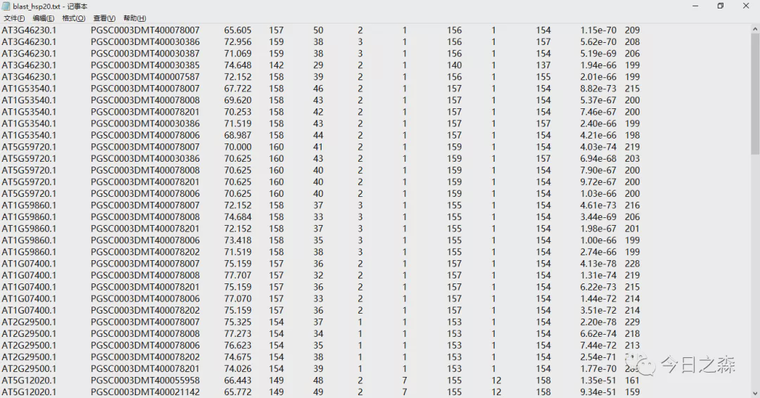 blast_hsp20.txt - 记事本
文件(F) 编辑(E) 格式(O) 查看(V) 帮助(H)
AT3G46230.1 PGSC0003DMT400078007 65.605 157 50 2 1 156 1 154 1.15e-70 209
AT3G46230.1 PGSC0003DMT400030386 72.956 159 38 3 1 157 1 157 5.62e-70 208
AT3G46230.1 PGSC0003DMT400030387 71.069 159 38 3 1 156 1 154 5.19e-69 206
AT3G46230.1 PGSC0003DMT400030385 74.648 142 29 2 16 140 1 137 1.94e-66 199
AT3G46230.1 PGSC0003DMT400007587 72.152 158 39 2 1 156 1 155 2.01e-66 199
AT1G53540.1 PGSC0003DMT400078007 67.722 158 46 2 1 157 1 154 8.82e-73 215
AT1G53540.1 PGSC0003DMT400078008 69.620 158 43 2 1 157 1 154 5.37e-67 200
AT1G53540.1 PGSC0003DMT400078201 70.253 158 42 2 1 157 1 154 7.46e-67 200
AT1G53540.1 PGSC0003DMT400030386 71.519 158 43 1 1 157 1 157 2.40e-66 199
AT1G53540.1 PGSC0003DMT400078006 68.987 158 44 2 1 157 1 154 4.21e-66 198
AT5G59720.1 PGSC0003DMT400078007 70.000 160 41 2 1 159 1 154 4.03e-74 219
AT5G59720.1 PGSC0003DMT400030386 70.625 160 43 2 1 159 1 157 6.94e-68 203
AT5G59720.1 PGSC0003DMT400078008 70.625 160 40 2 1 159 1 154 7.90e-67 200
AT5G59720.1 PGSC0003DMT400078201 70.625 160 40 2 1 159 1 154 9.72e-67 200
AT5G59720.1 PGSC0003DMT400078006 70.625 160 40 2 1 159 1 154 1.03e-66 200
AT1G59860.1 PGSC0003DMT400078007 72.152 158 37 3 1 155 1 154 4.61e-73 216
AT1G59860.1 PGSC0003DMT400078008 74.684 158 33 3 1 155 1 154 3.44e-69 206
AT1G59860.1 PGSC0003DMT400078201 72.152 158 37 3 1 155 1 154 1.98e-67 201
AT1G59860.1 PGSC0003DMT400078006 73.418 158 35 3 1 155 1 154 1.00e-66 199
AT1G59860.1 PGSC0003DMT400078202 71.519 158 38 3 1 155 1 154 2.74e-66 199
AT1G07400.1 PGSC0003DMT400078007 75.159 157 36 2 1 157 1 154 4.13e-78 228
AT1G07400.1 PGSC0003DMT400078008 77.707 157 32 2 1 157 1 154 1.31e-74 219
AT1G07400.1 PGSC0003DMT400078201 75.159 157 36 2 1 157 1 154 6.22e-73 215
AT1G07400.1 PGSC0003DMT400078006 77.070 157 33 2 1 157 1 154 1.44e-72 214
AT1G07400.1 PGSC0003DMT400078202 75.159 157 36 2 1 157 1 154 3.51e-72 214
AT2G29500.1 PGSC0003DMT400078007 75.325 154 37 1 1 153 1 154 2.20e-78 229
AT2G29500.1 PGSC0003DMT400078008 77.273 154 34 1 1 153 1 154 6.62e-74 218
AT2G29500.1 PGSC0003DMT400078006 76.623 154 35 1 1 153 1 154 7.44e-72 213
AT2G29500.1 PGSC0003DMT400078202 74.675 154 38 1 1 153 1 154 2.54e-71
AT2G29500.1 PGSC0003DMT400078201 74.026 154 39 1 1 153 1 154 1.77e-70
AT5G12020.1 PGSC0003DMT400055958 66.443 149 48 2 7 155 12 158 1.35e-51 161
AT5G12020.1 PGSC0003DMT400021142 65.772 149 49 2 7 155 12 158 9.34e-51 159
今日之森